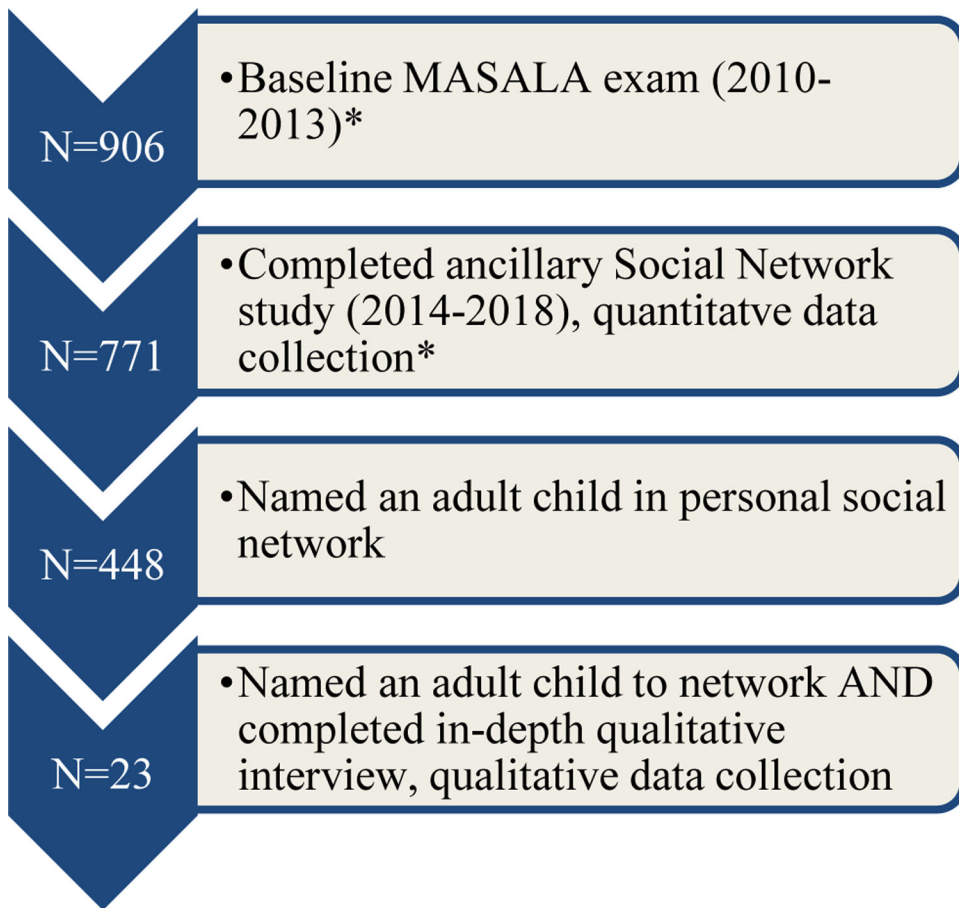 N=906
•Baseline MASALA exam (2010-
2013)*
N=771
•Completed ancillary Social Network
study (2014-2018), quantitatve data
collection*
N=448
•Named an adult child in personal social
network
N=23
•Named an adult child to network AND
completed in-depth qualitative
interview, qualitative data collection